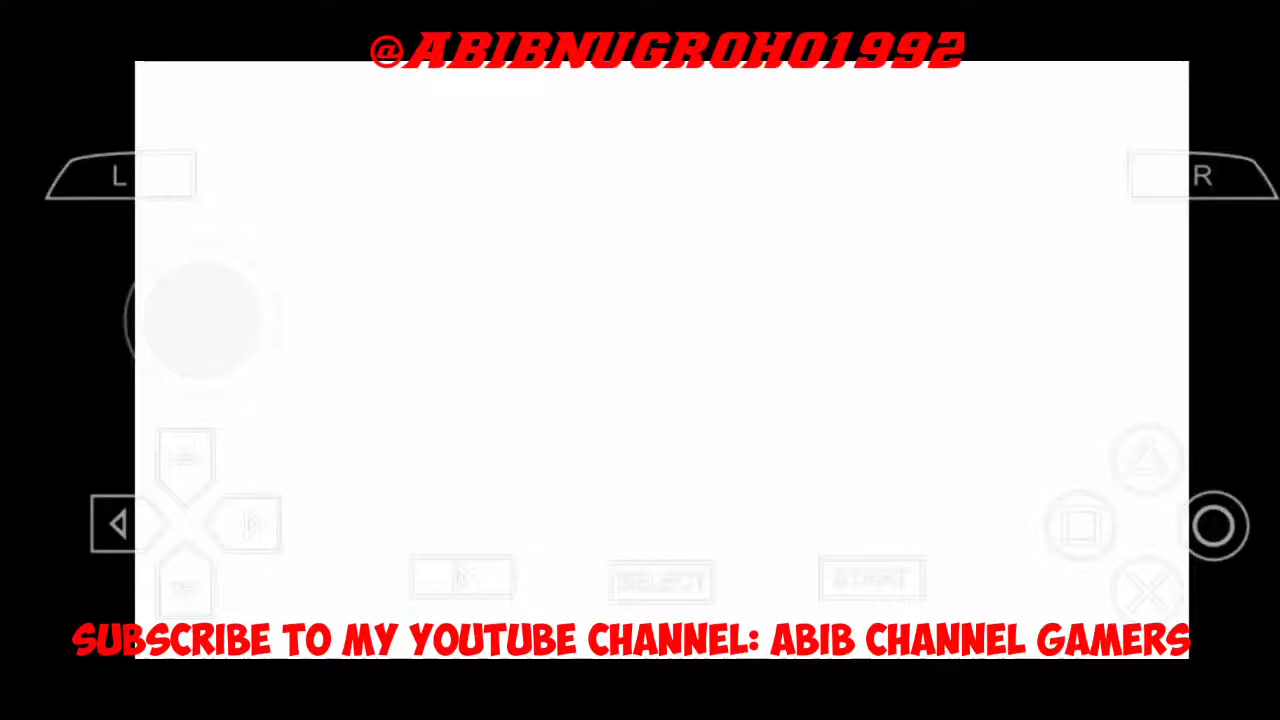 @ABIBNUGROHO1992
L
R
SELECT
START
SUBSCRIBE TO MY YOUTUBE CHANNEL: ABIB CHANNEL GAMERS